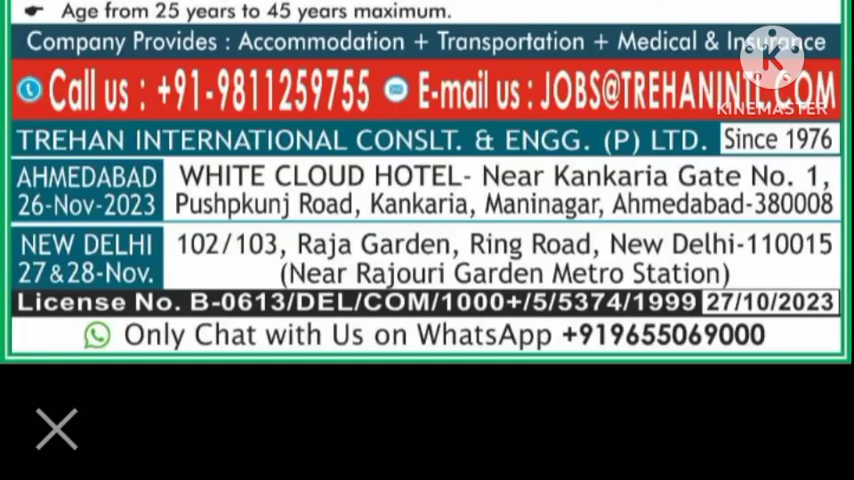 Age from 25 years to 45 years maximum.
Company Provides : Accommodation + Transportation + Medical & Insurance
Call us : +91-9811259755 E-mail us : JOBS@TREHANINTL.COM
K
KINEMASTER
TREHAN INTERNATIONAL CONSLT. & ENGG. (P) LTD. Since 1976
AHMEDABAD WHITE CLOUD HOTEL- Near Kankaria Gate No. 1,
26-Nov-2023 Pushpkunj Road, Kankaria, Maninagar, Ahmedabad-380008
NEW DELHI 102/103, Raja Garden, Ring Road, New Delhi-110015
27&28-Nov. (Near Rajouri Garden Metro Station)
License No. B-0613/DEL/COM/1000+/5/5374/1999 27/10/2023
Only Chat with Us on WhatsApp +919655069000